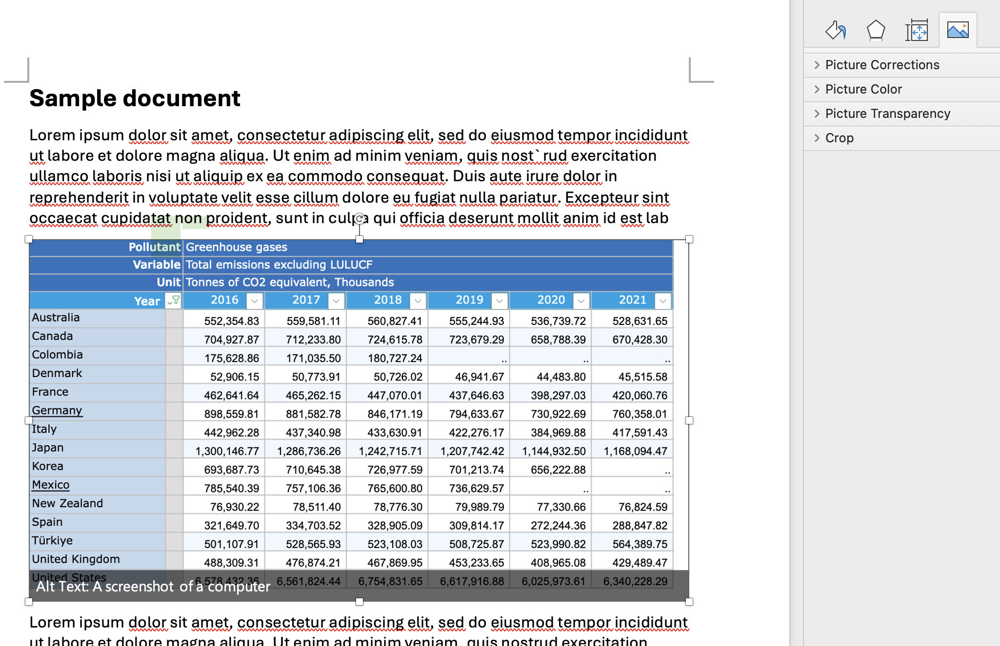 Picture Corrections
Picture Color
Picture Transparency
Crop
Sample document
Lorem ipsum dolor sit amet, consectetur adipiscing elit, sed do eiusmod tempor incididunt
ut labore et dolore magna aliqua. Ut enim ad minim veniam, quis nost`rud exercitation
ullamco laboris nisi ut aliquip ex ea commodo consequat. Duis aute irure dolor in
reprehenderit in voluptate velit esse cillum dolore eu fugiat nulla pariatur. Excepteur sint
occaecat cupidatat non proident, sunt in culpa qui officia deserunt mollit anim id est lab
Pollutant Greenhouse gases
Variable Total emissions excluding LULUCF
Unit Tonnes of CO2 equivalent, Thousands
Year 2016 2017 2018 2019 2020 2021
Australia 552,354.83 559,581.11 560,827.41 555,244.93 536,739.72 528,631.65
Canada 704,927.87 712,233.80 724,615.78 723,679.29 658,788.39 670,428.30
Colombia 175,628.86 171,035.50 180,727.24 .. .. ..
Denmark 52,906.15 50,773.91 50,726.02 46,941.67 44,483.80 45,515.58
France 462,641.64 465,262.15 447,070.01 437,646.63 398,297.03 420,060.76
Germany 898,559.81 881,582.78 846,171.19 794,633.67 730,922.69 760,358.01
Italy 442,962.28 437,340.98 433,630.91 422,276.17 384,969.88 417,591.43
Japan 1,300,146.77 1,286,736.26 1,242,715.71 1,207,742.42 1,144,932.50 1,168,094.47
Korea 693,687.73 710,645.38 726,977.59 701,213.74 656,222.88 ..
Mexico 785,540.39 757,106.36 765,600.80 736,629.57 .. ..
New Zealand 76,930.22 78,511.40 78,776.30 79,989.79 77,330.66 76,824.59
Spain 321,649.70 334,703.52 328,905.09 309,814.17 272,244.36 288,847.82
Türkiye 501,107.91 528,565.93 523,108.03 508,725.87 523,990.82 564,389.75
United Kingdom 488,309.31 476,874.21 467,869.95 453,233.65 408,965.08 429,489.47
United States 6,578,432.36 6,561,824.44 6,754,831.65 6,617,916.88 6,025,973.61 6,340,228.29
Alt Text: A screenshot of a computer
Lorem ipsum dolor sit amet, consectetur adipiscing elit, sed do eiusmod tempor incididunt
ut labore et dolore magna aliqua. Ut enim ad minim veniam, quis nostrud exercitation